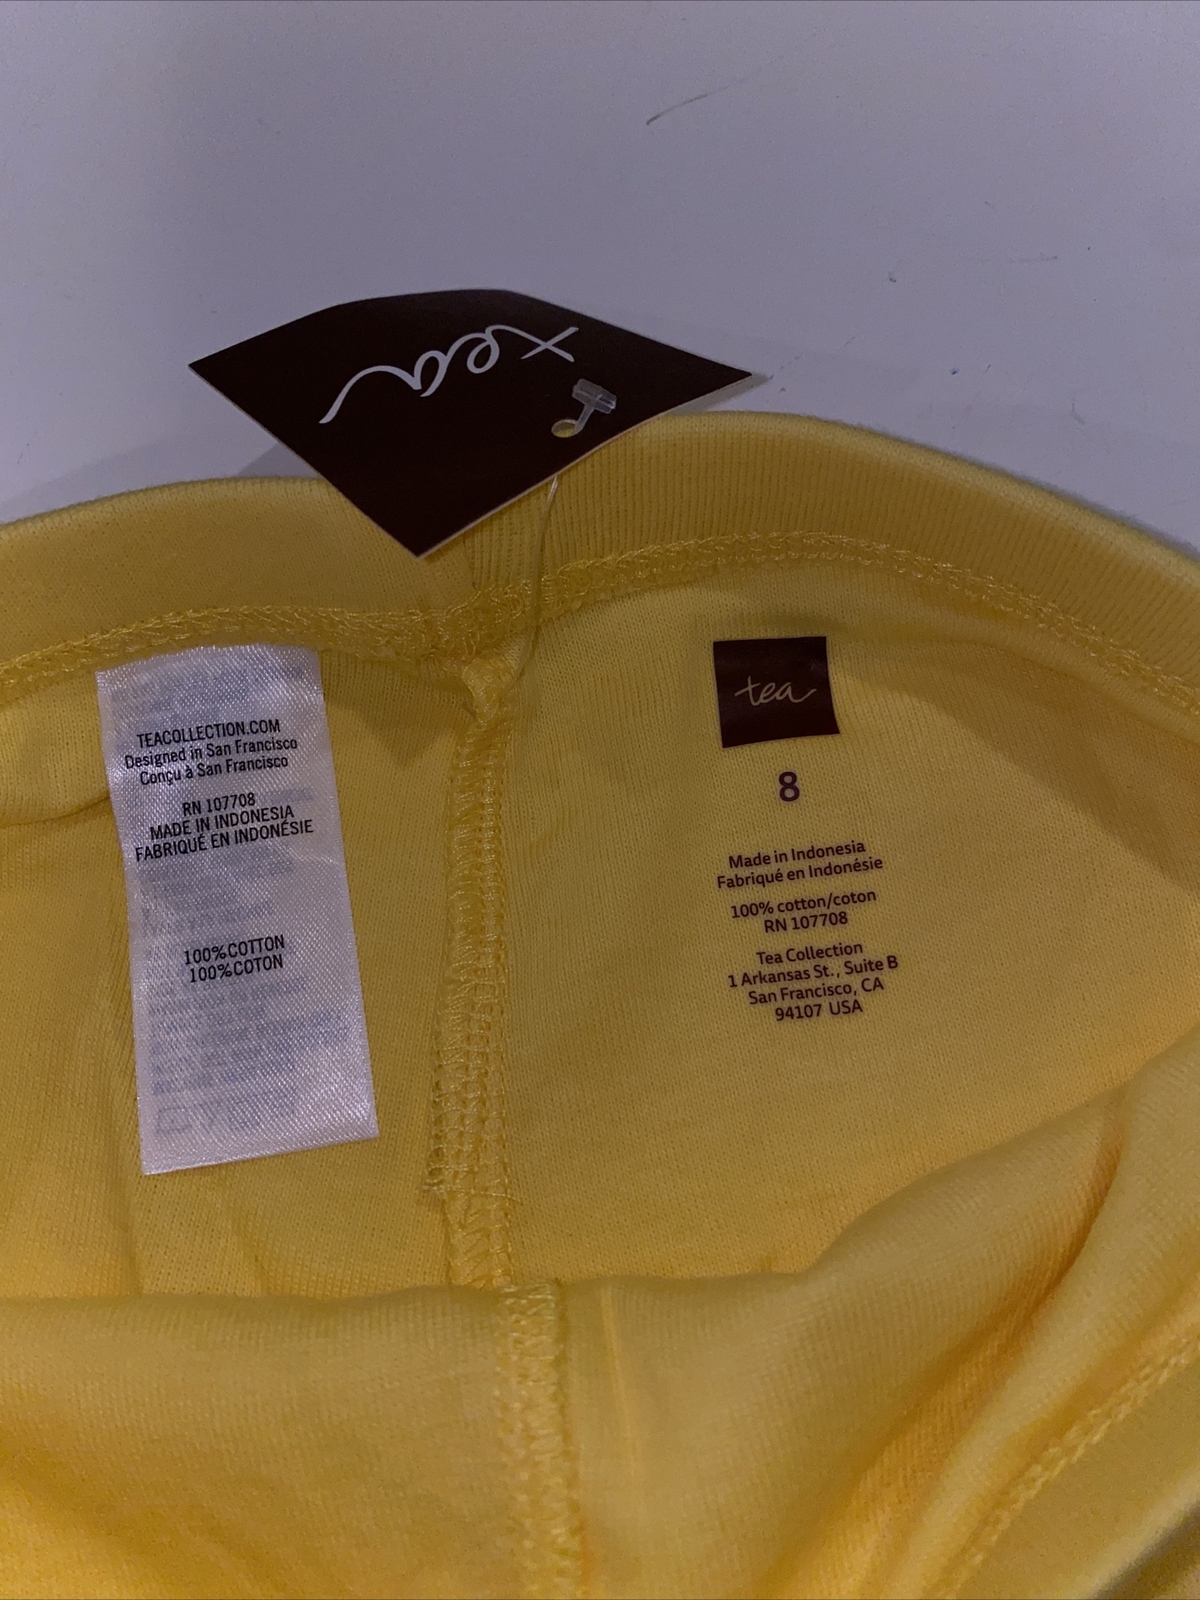 tea
TEACOLLECTION.COM
Designed in San Francisco
Conçu à San Francisco
RN 107708
MADE IN INDONESIA
FABRIQUÉ EN INDONÉSIE
100%COTTON
100%COTON
tea
8
Made in Indonesia
Fabriqué en Indonésie
100% cotton/coton
RN 107708
Tea Collection
1 Arkansas St., Suite B
San Francisco, CA
94107 USA